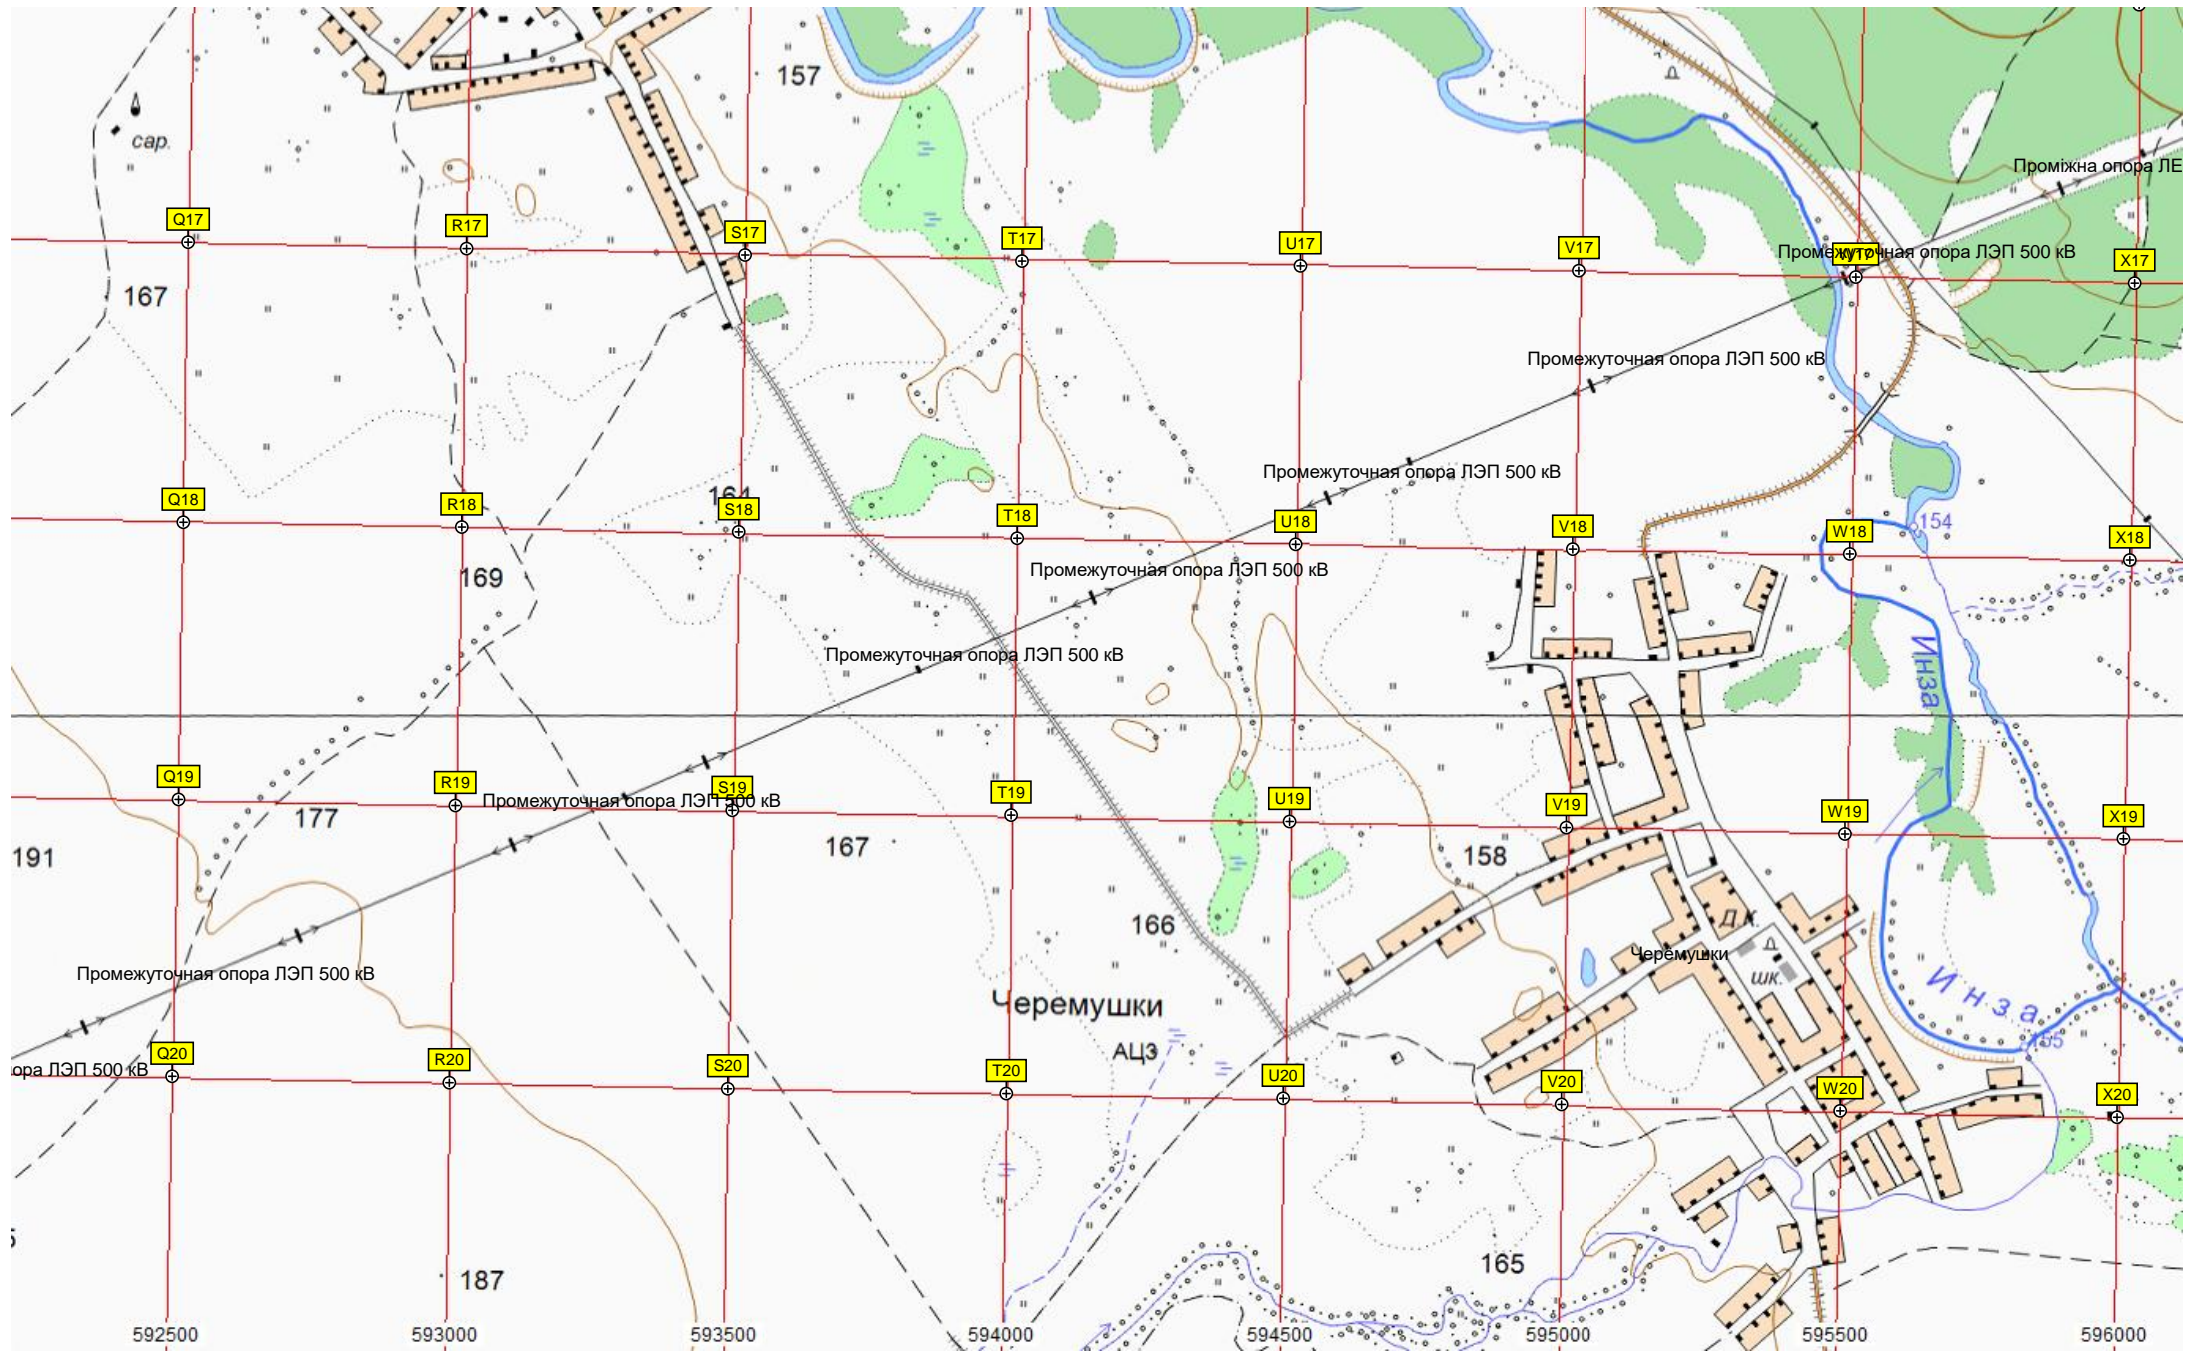 157
сар.
Проміжна опора ЛЕ
Q17
R17
S17
T17
U17
V17
Промежуточная опора ЛЭП 500 кВ
X17
167
Промежуточная опора ЛЭП 500 кВ
Промежуточная опора ЛЭП 500 кВ
164
Q18
R18
S18
T18
U18
V18
W18
154
X18
169
Промежуточная опора ЛЭП 500 кВ
Промежуточная опора ЛЭП 500 кВ
Инза
Q19
R19
S19
T19
U19
V19
W19
X19
Промежуточная опора ЛЭП 500 кВ
177
191
167
158
166
Д.К.
Черёмушки
шк.
Промежуточная опора ЛЭП 500 кВ
Инза
Черемушки
АЦЗ
155
ора ЛЭП 500 кВ
Q20
R20
S20
T20
U20
V20
W20
X20
187
165
592500
593000
593500
594000
594500
595000
595500
596000